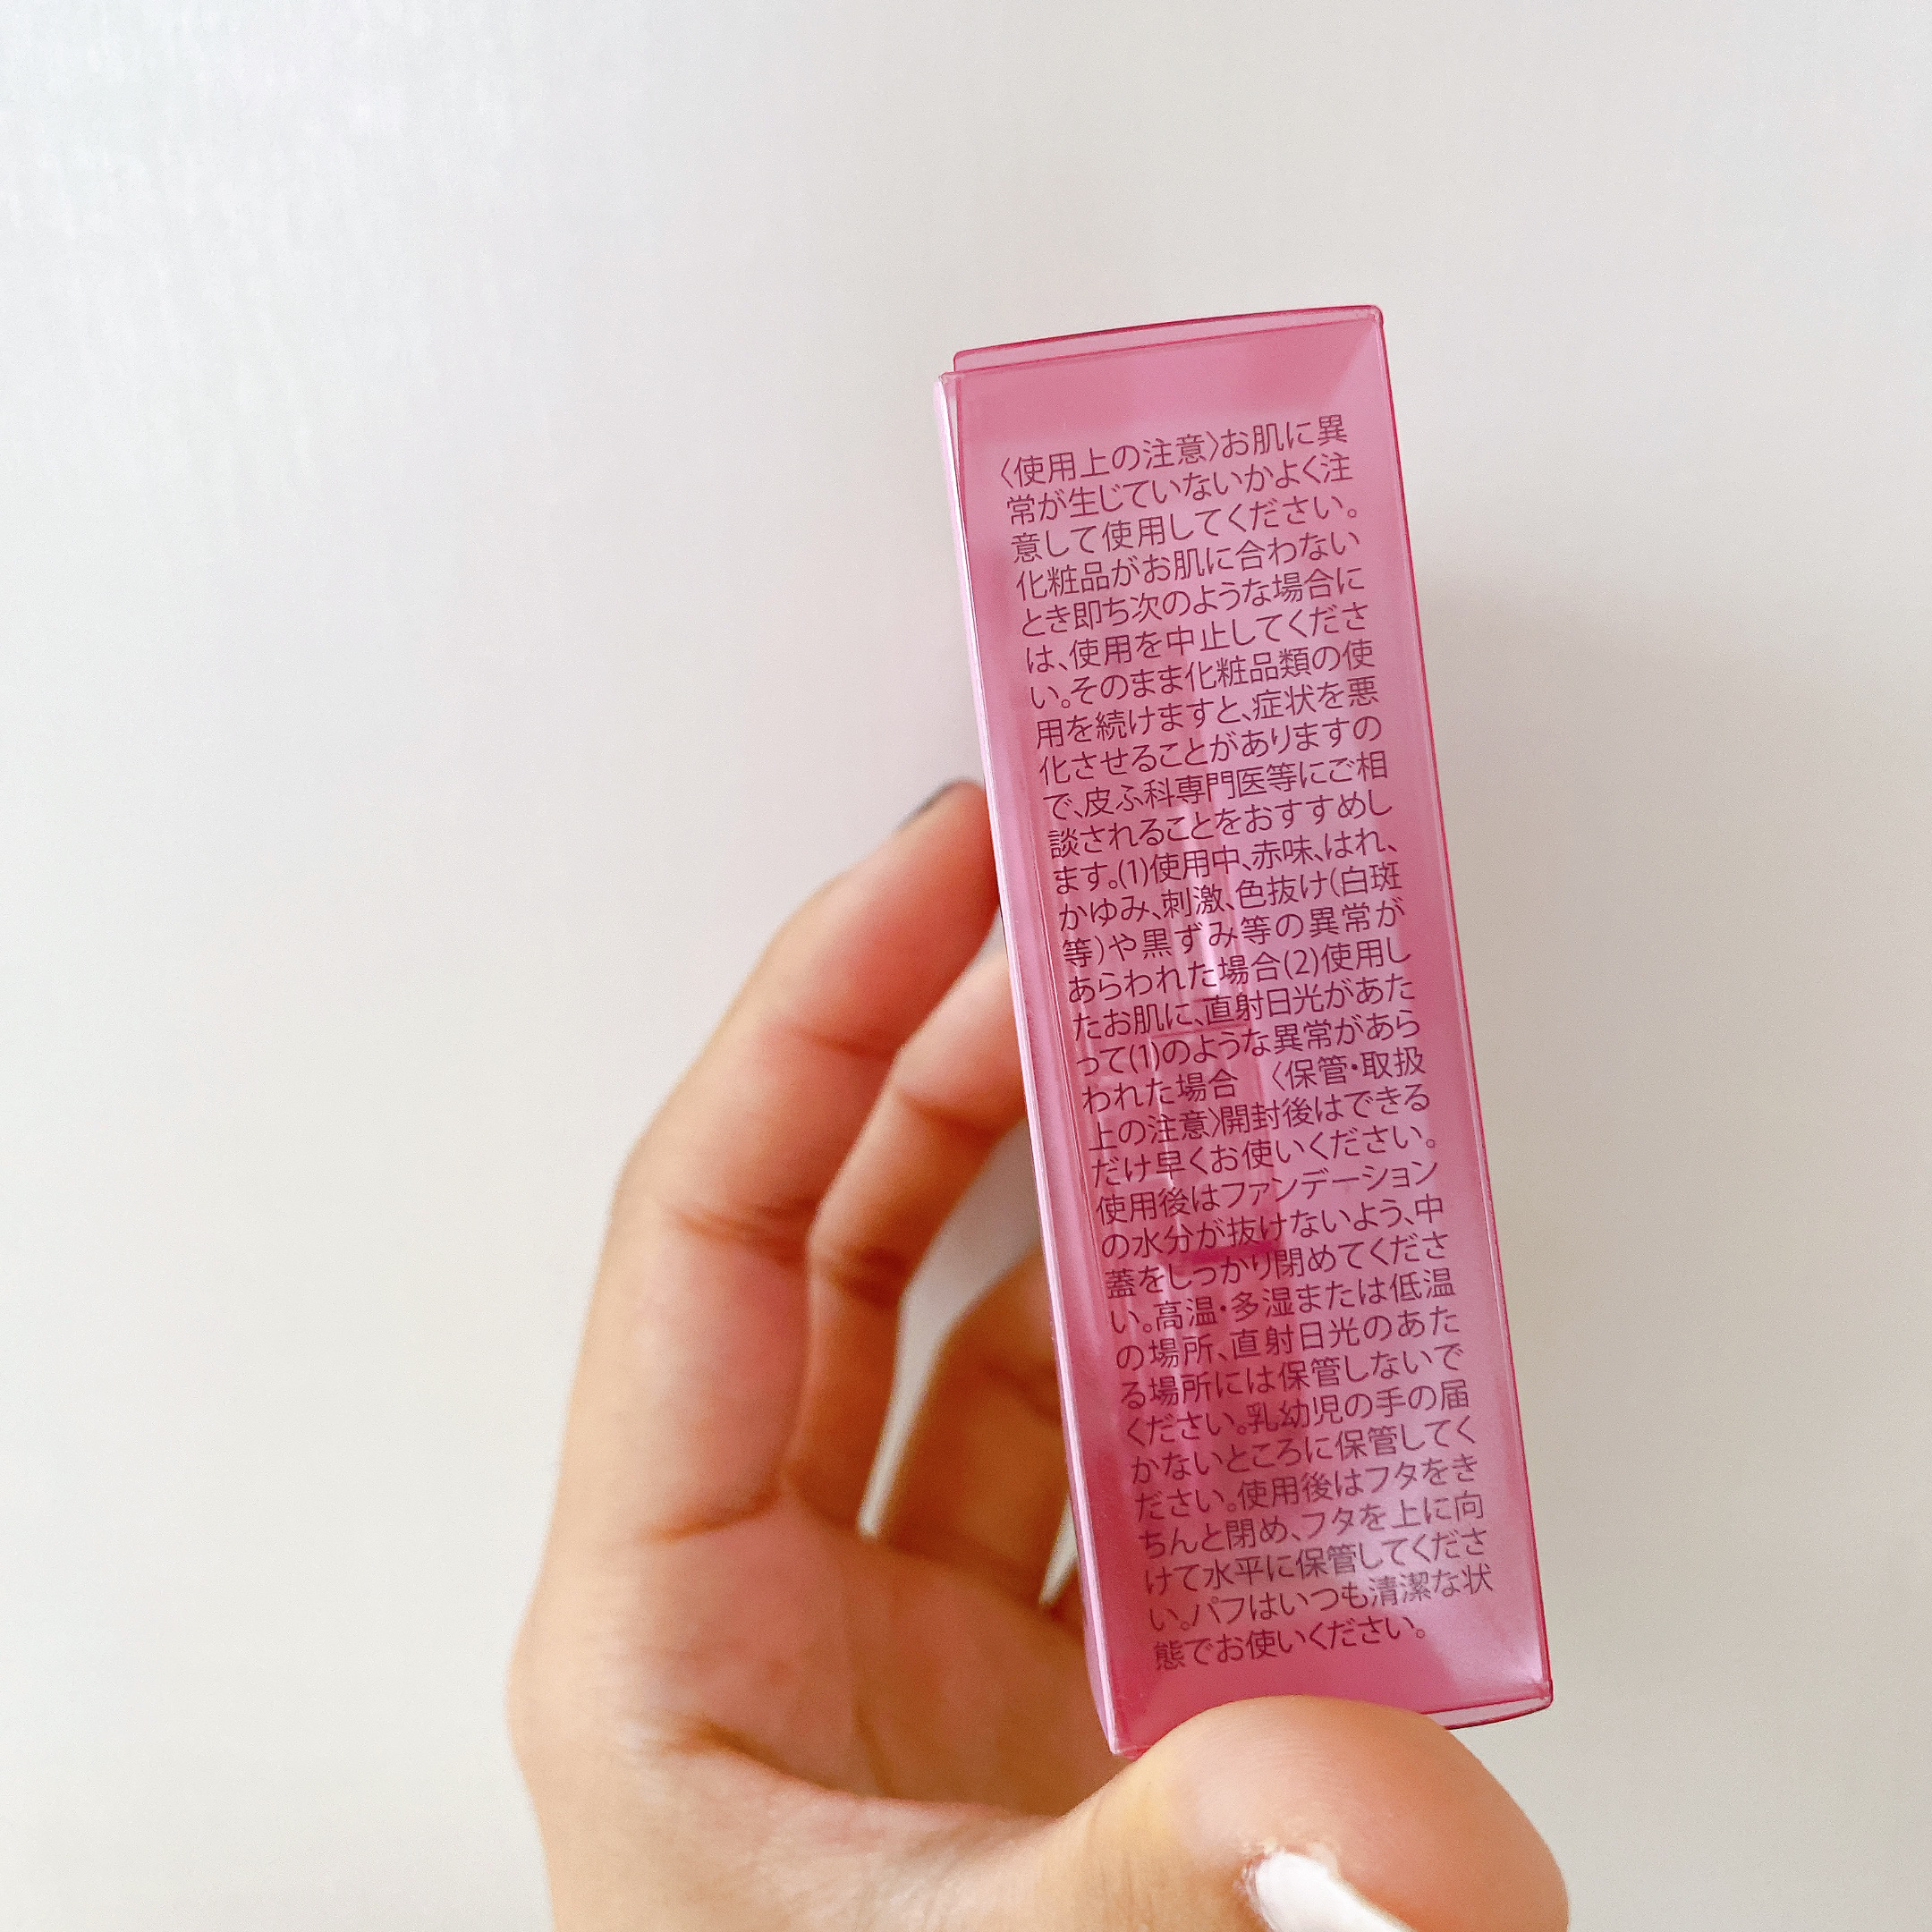 〈使用上の注意〉お肌に異
常が生じていないかよく注
意して使用してください。
化粧品がお肌に合わない
とき即ち次のような場合に
は、使用を中止してくださ
い。そのまま化粧品類の使
用を続けますと、症状を悪
化させることがありますの
で、皮ふ科専門医等にご相
談されることをおすすめし
ます。(1)使用中、赤味、はれ、
かゆみ、刺激、色抜け(白斑
等)や黒ずみ等の異常が
あらわれた場合(2)使用し
たお肌に、直射日光があた
って(1)のような異常があら
われた場合　〈保管・取扱
上の注意〉開封後はできる
だけ早くお使いください。
使用後はファンデーション
の水分が抜けないよう、中
蓋をしっかり閉めてくださ
い。高温・多湿または低温
の場所、直射日光のあた
る場所には保管しないで
ください。乳幼児の手の届
かないところに保管してく
ださい。使用後はフタをき
ちんと閉め、フタを上に向
けて水平に保管してくださ
い。パフはいつも清潔な状
態でお使いください。